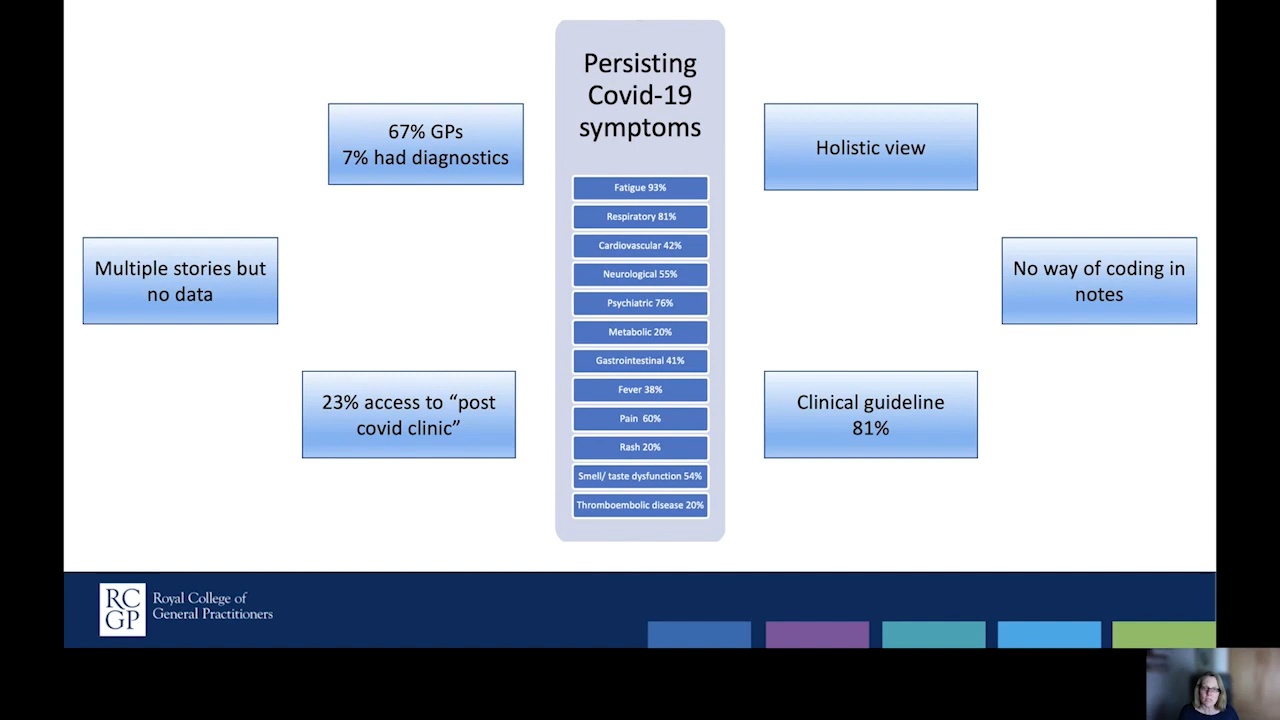 Persisting
Covid-19
symptoms
Fatigue 93%
Respiratory 81%
Cardiovascular 42%
Neurological 55%
Psychiatric 76%
Metabolic 20%
Gastrointestinal 41%
Fever 38%
Pain 60%
Rash 20%
Smell/ taste dysfunction 54%
Thromboembolic disease 20%
67% GPs
7% had diagnostics
Multiple stories but
no data
23% access to “post
covid clinic”
Holistic view
No way of coding in
notes
Clinical guideline
81%
RC
GP
Royal College of
General Practitioners